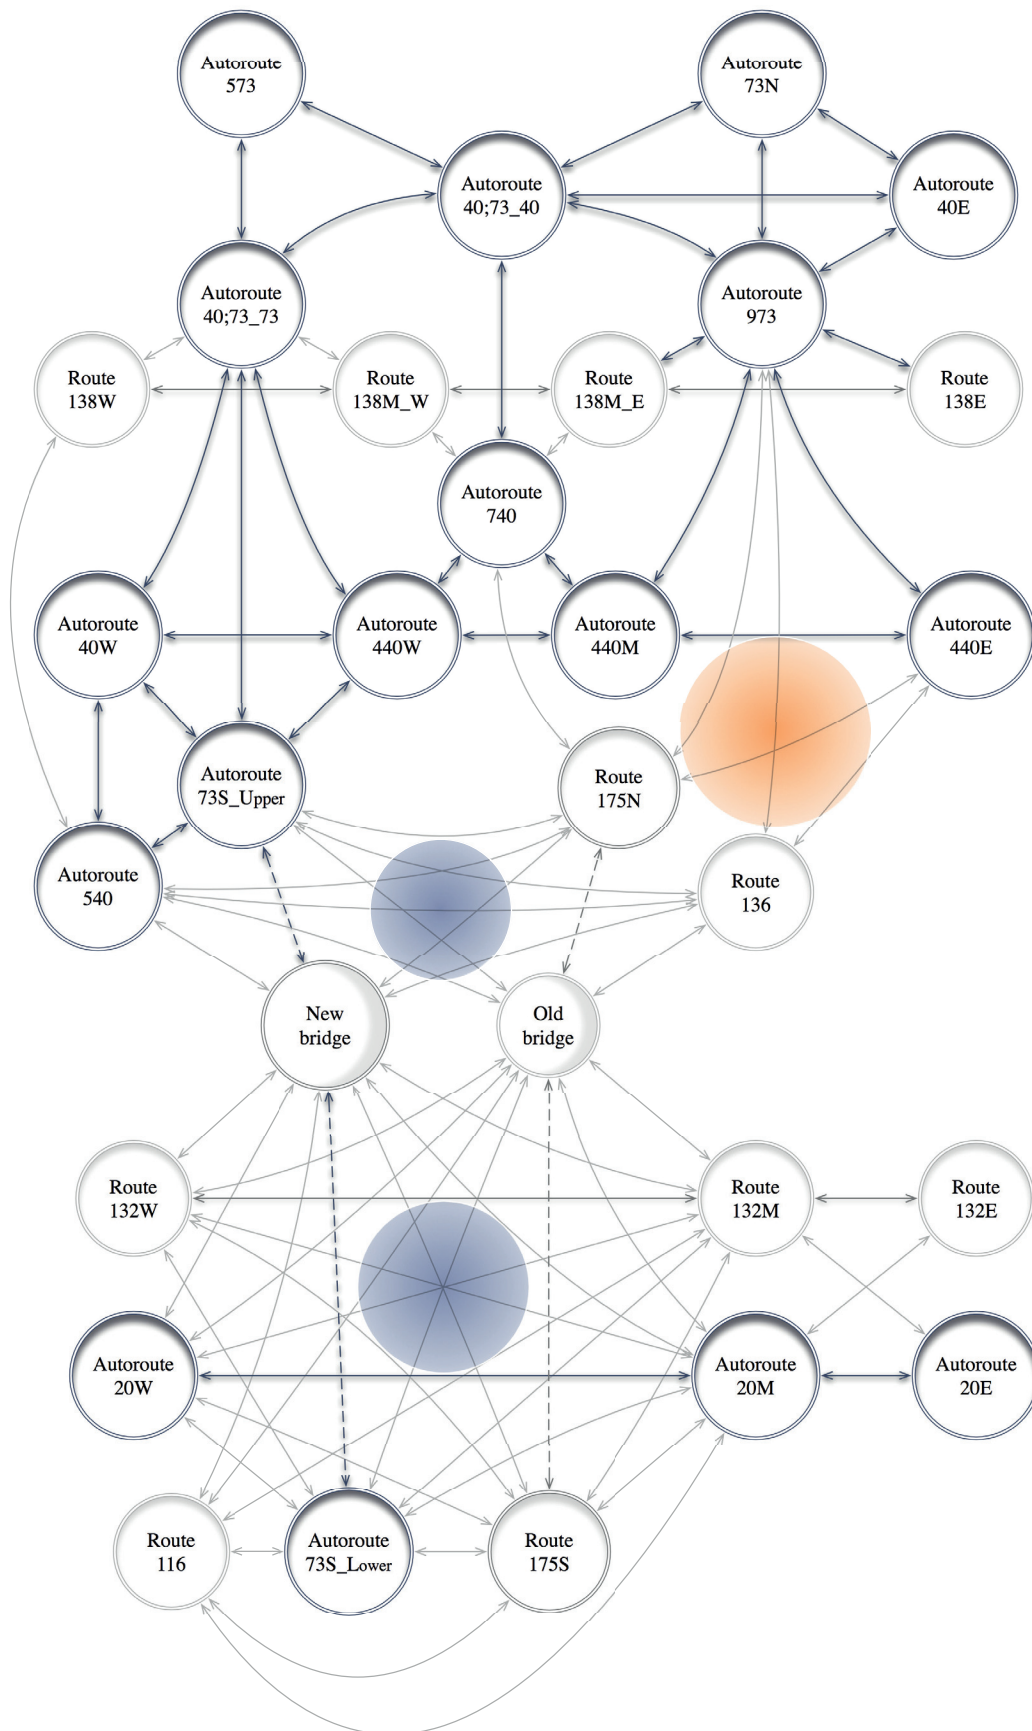 Autoroute
573
Autoroute
73N
Autoroute
40;73_40
Autoroute
40E
Autoroute
40;73_73
Autoroute
973
Route
138W
Route
138M_W
Route
138M_E
Route
138E
Autoroute
740
Autoroute
40W
Autoroute
440W
Autoroute
440M
Autoroute
440E
Autoroute
73S_Upper
Route
175N
Autoroute
540
Route
136
New
bridge
Old
bridge
Route
132W
Route
132M
Route
132E
Autoroute
20W
Autoroute
20M
Autoroute
20E
Route
116
Autoroute
73S_Lower
Route
175S